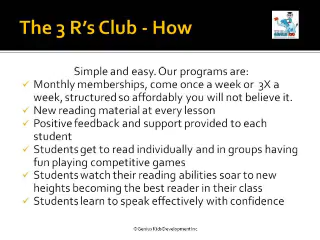 The 3 R's Club - How
Simple and easy. Our programs are:
Monthly memberships, come once a week or 3X a
week, structured so affordably you will not believe it.
New reading material at every lesson
Positive feedback and support provided to each
student
Students get to read individually and in groups having
fun playing competitive games
Students watch their reading abilities soar to new
heights becoming the best reader in their class
Students learn to speak effectively with confidence
©Genius Kids Development Inc